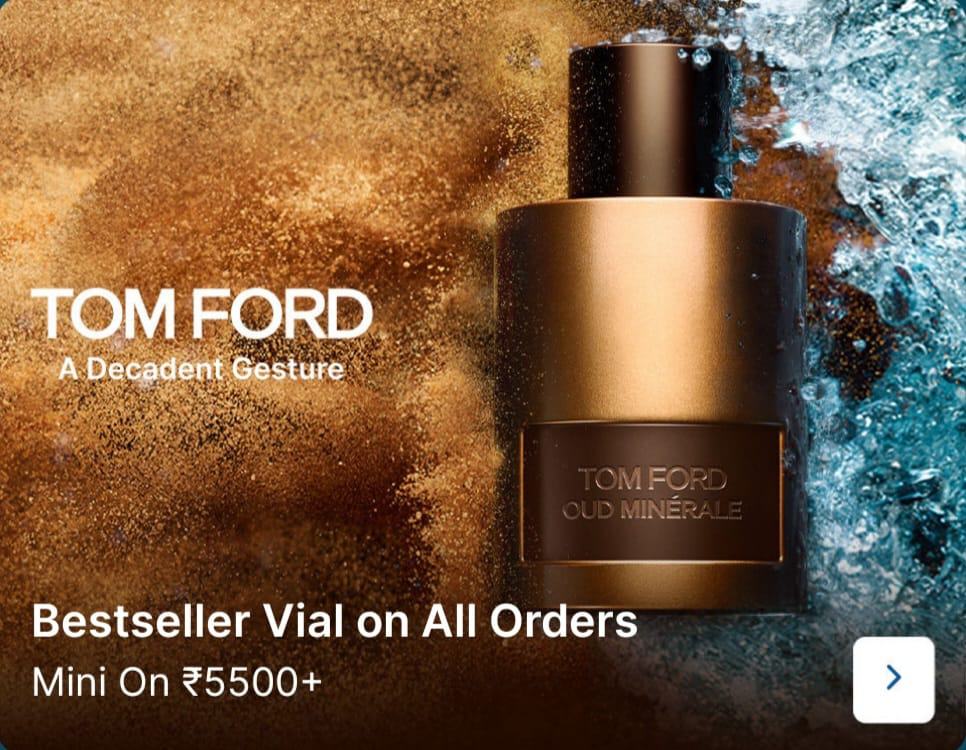 TOM FORD
A Decadent Gesture
TOM FORD
OUD MINÉRALE
Bestseller Vial on All Orders
Mini On ₹5500+